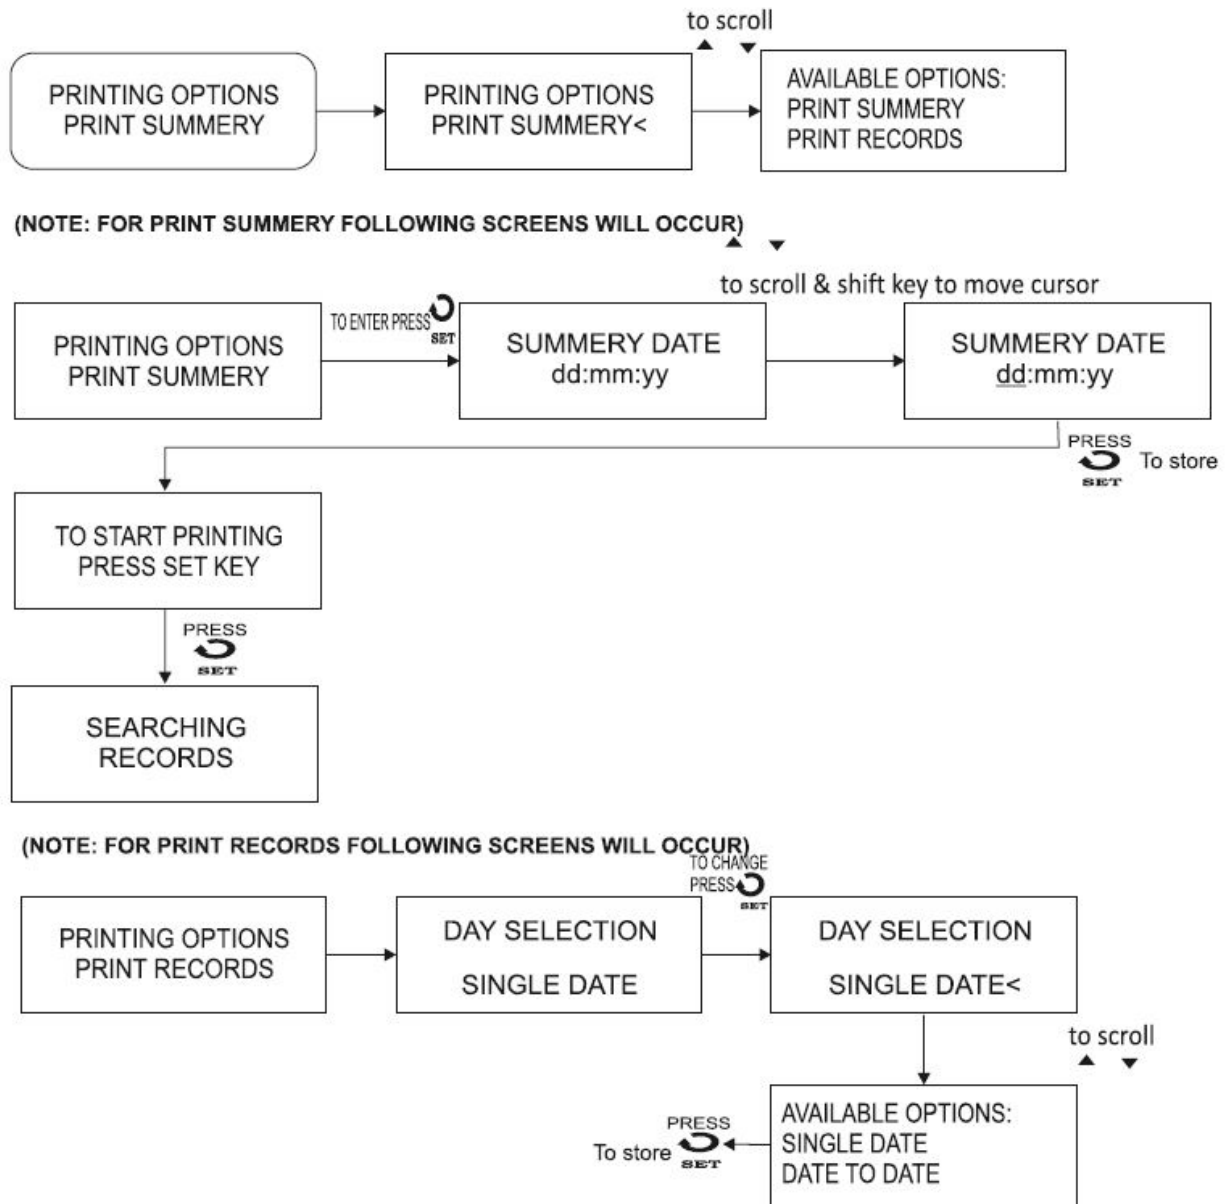 to scroll
▲ ▼
PRINTING OPTIONS
PRINT SUMMERY
PRINTING OPTIONS
PRINT SUMMERY<
AVAILABLE OPTIONS:
PRINT SUMMERY
PRINT RECORDS
(NOTE: FOR PRINT SUMMERY FOLLOWING SCREENS WILL OCCUR)
▲ ▼
to scroll & shift key to move cursor
PRINTING OPTIONS
PRINT SUMMERY
TO ENTER PRESS
SET
SUMMERY DATE
dd:mm:yy
SUMMERY DATE
dd:mm:yy
PRESS
SET
To store
TO START PRINTING
PRESS SET KEY
PRESS
SET
SEARCHING
RECORDS
(NOTE: FOR PRINT RECORDS FOLLOWING SCREENS WILL OCCUR)
PRINTING OPTIONS
PRINT RECORDS
DAY SELECTION
SINGLE DATE
TO CHANGE
PRESS
SET
DAY SELECTION
SINGLE DATE<
to scroll
▲ ▼
AVAILABLE OPTIONS:
SINGLE DATE
DATE TO DATE
PRESS
To store
SET